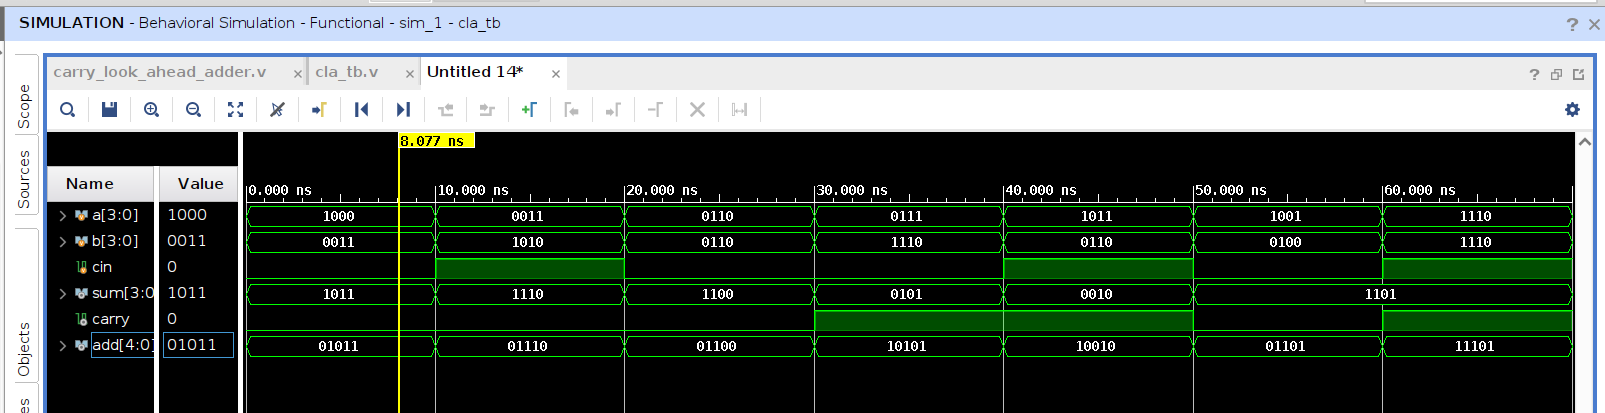 SIMULATION - Behavioral Simulation - Functional - sim_1 - cla_tb ? ×
carry_look_ahead_adder.v × cla_tb.v × Untitled 14* × ?
Scope
Sources
Objects
8.077 ns
Name Value 0.000 ns 10.000 ns 20.000 ns 30.000 ns 40.000 ns 50.000 ns 60.000 ns
a[3:0] 1000 1000 0011 0110 0111 1011 1001 1110
b[3:0] 0011 0011 1010 0110 1110 0110 0100 1110
cin 0
sum[3:0 1011 1011 1110 1100 0101 0010 1101
carry 0
add[4:0] 01011 01011 01110 01100 10101 10010 01101 11101